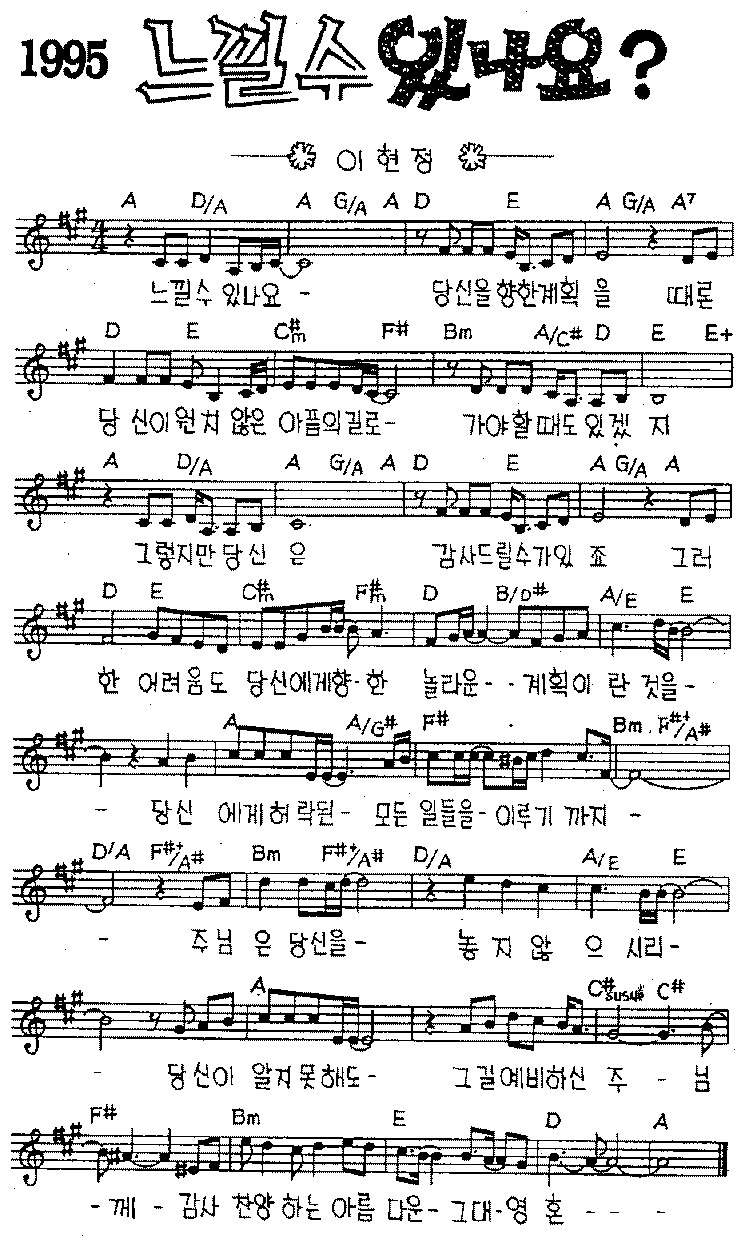 1995 느낄수 있나요?
이현정
A D/A A G/A A D E A G/A A7
느낄수 있나요 - 당신을향한계획 을 때론
D E C#m F# Bm A/C# D E E+
당 신이원치 않은 아픔의길로- 가야할때도있겠 지
A D/A A G/A A D E A G/A A
그렇지만당신 은 감사드릴수가있 죠 그러
D E C#m F#m D B/D# A/E E
한 어려움도 당신에게향-한 놀라운- -계획이 란 것을-
A A/G# F# Bm F#+/A#
- 당신 에게허락된- 모든 일들을-이루기 까지 -
D/A F#+/A# Bm F#+/A# D/A A/E E
- 주님 은 당신을- 놓 지 않 으 시리-
A C#sus4 C#
- 당신이 알지못해도- 그길예비하신 주 - 님
F# Bm E D A
-께- 감사 찬양하는 아름 다운-그대-영 혼 - - -